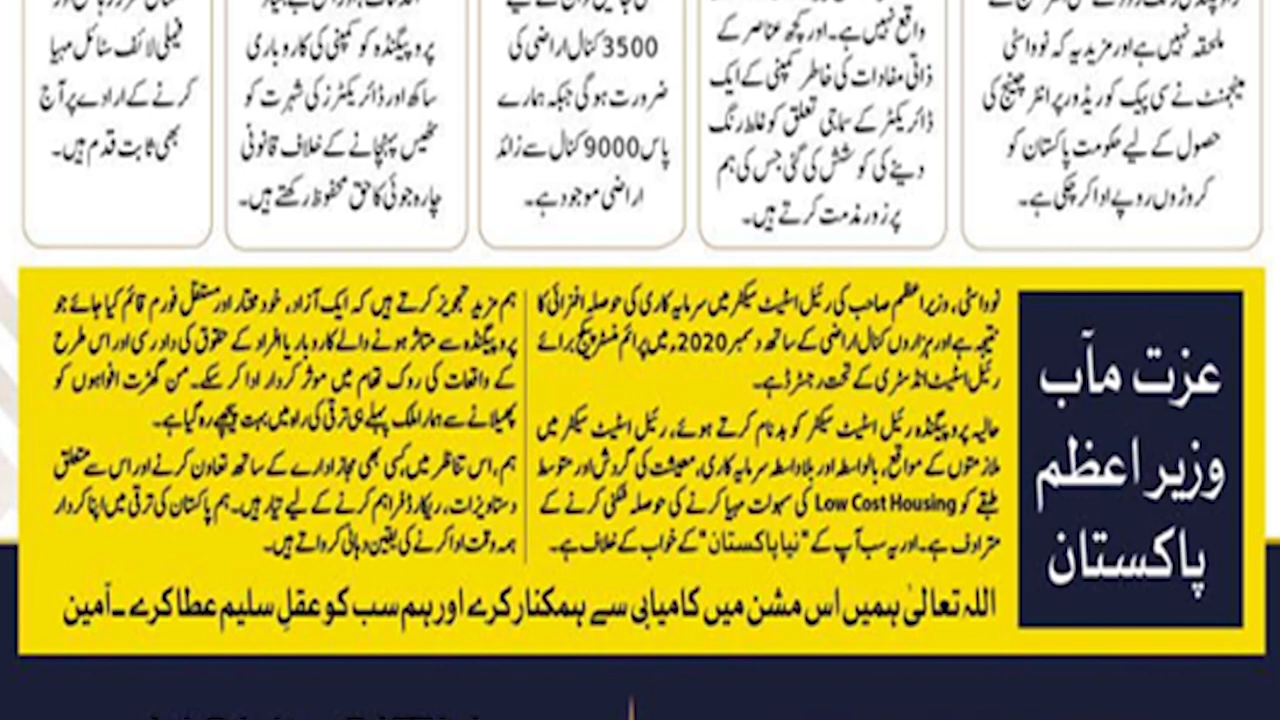 ملحقہ نہیں ہے اور مزید یہ کہ نوواسٹی
مینجمنٹ نے سی پیک کوریڈور پر انٹر چینج کی
حصول کے لیے حکومت پاکستان کو
کروڑوں روپے ادا کر چکی ہے۔
واقع نہیں ہے۔ اور کچھ عناصر کے
ذاتی مفادات کی خاطر کمپنی کے ایک
ڈائریکٹر کے سماجی تعلق کو غلط رنگ
دینے کی کوشش کی گئی جس کی ہم
پر زور مذمت کرتے ہیں۔
3500 کنال اراضی کی
ضرورت ہوگی جبکہ ہمارے
پاس 9000 کنال سے زائد
اراضی موجود ہے۔
پروپیگنڈہ کو کمپنی کی کاروباری
ساکھ اور ڈائریکٹرز کی شہرت کو
ٹھیس پہنچانے کے خلاف قانونی
چارہ جوئی کا حق محفوظ رکھتے ہیں۔
فیملی لائف سٹائل مہیا
کرنے کے ارادے پر آج
بھی ثابت قدم ہیں۔
عزت مآب
وزیر اعظم
پاکستان
نوواسٹی، وزیراعظم صاحب کی رئیل اسٹیٹ سیکٹر میں سرمایہ کاری کی حوصلہ افزائی کا
نتیجہ ہے اور ہزاروں کنال اراضی کے ساتھ دسمبر 2020ء میں پرائم منسٹر پیکج برائے
رئیل اسٹیٹ انڈسٹری کے تحت رجسٹرڈ ہے۔
حالیہ پروپیگنڈہ رئیل اسٹیٹ سیکٹر کو بدنام کرتے ہوئے، رئیل اسٹیٹ سیکٹر میں
ملازمتوں کے مواقع، بالواسطہ اور بلاواسطہ سرمایہ کاری، معیشت کی گردش اور متوسط
طبقے کو Low Cost Housing کی سہولت مہیا کرنے کی حوصلہ شکنی کرنے کے
مترادف ہے۔ اور یہ سب آپ کے "نیا پاکستان" کے خواب کے خلاف ہے۔
ہم مزید تجویز کرتے ہیں کہ ایک آزاد، خود مختار اور مستقل فورم قائم کیا جائے جو
پروپیگنڈہ سے متاثر ہونے والے کاروبار یا افراد کے حقوق کی داد رسی اور اس طرح
کے واقعات کی روک تھام میں موثر کردار ادا کر سکے۔ من گھڑت افواہوں کو
پھیلانے سے ہمارا ملک پہلے ہی ترقی کی راہ میں بہت پیچھے رہ گیا ہے۔
ہم، اس تناظر میں، کسی بھی مجاز ادارے کے ساتھ تعاون کرنے اور اس سے متعلق
دستاویزات، ریکارڈ فراہم کرنے کے لیے تیار ہیں۔ ہم پاکستان کی ترقی میں اپنا کردار
ہمہ وقت ادا کرنے کی یقین دہانی کرواتے ہیں۔
اللہ تعالیٰ ہمیں اس مشن میں کامیابی سے ہمکنار کرے اور ہم سب کو عقلِ سلیم عطا کرے ۔ آمین